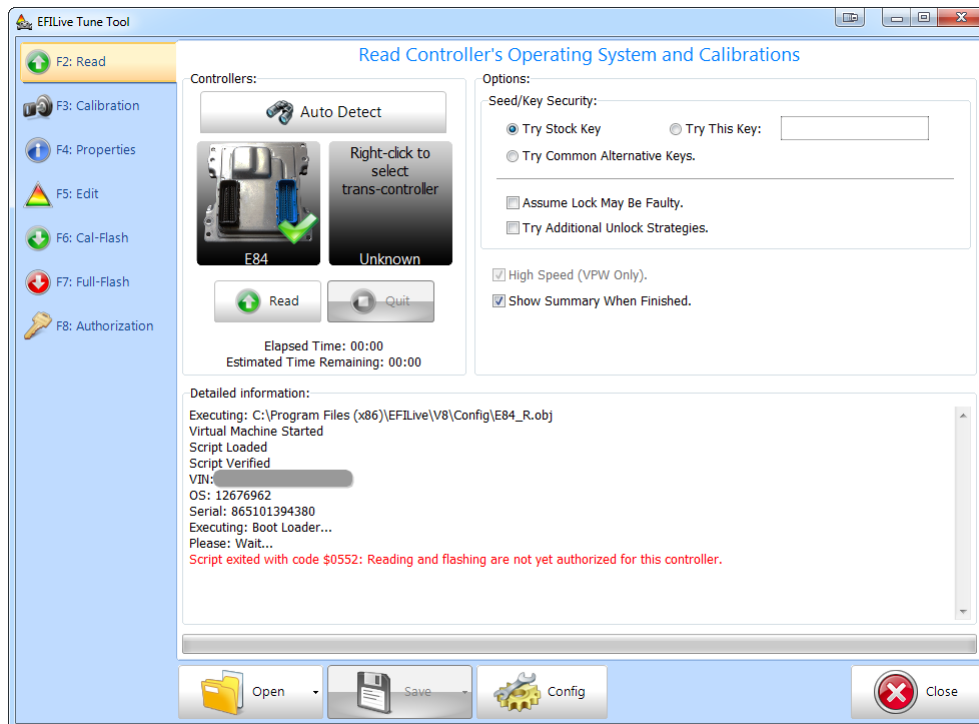 EFILive Tune Tool
F2: Read
F3: Calibration
F4: Properties
F5: Edit
F6: Cal-Flash
F7: Full-Flash
F8: Authorization
Read Controller's Operating System and Calibrations
Controllers:
Auto Detect
E84
Right-click to
select
trans-controller
Unknown
Read
Quit
Elapsed Time: 00:00
Estimated Time Remaining: 00:00
Options:
Seed/Key Security:
Try Stock Key
Try This Key:
Try Common Alternative Keys.
Assume Lock May Be Faulty.
Try Additional Unlock Strategies.
High Speed (VPW Only).
Show Summary When Finished.
Detailed information:
Executing: C:\Program Files (x86)\EFILive\V8\Config\E84_R.obj
Virtual Machine Started
Script Loaded
Script Verified
VIN:
OS: 12676962
Serial: 865101394380
Executing: Boot Loader...
Please: Wait...
Script exited with code $0552: Reading and flashing are not yet authorized for this controller.
Open
Save
Config
Close